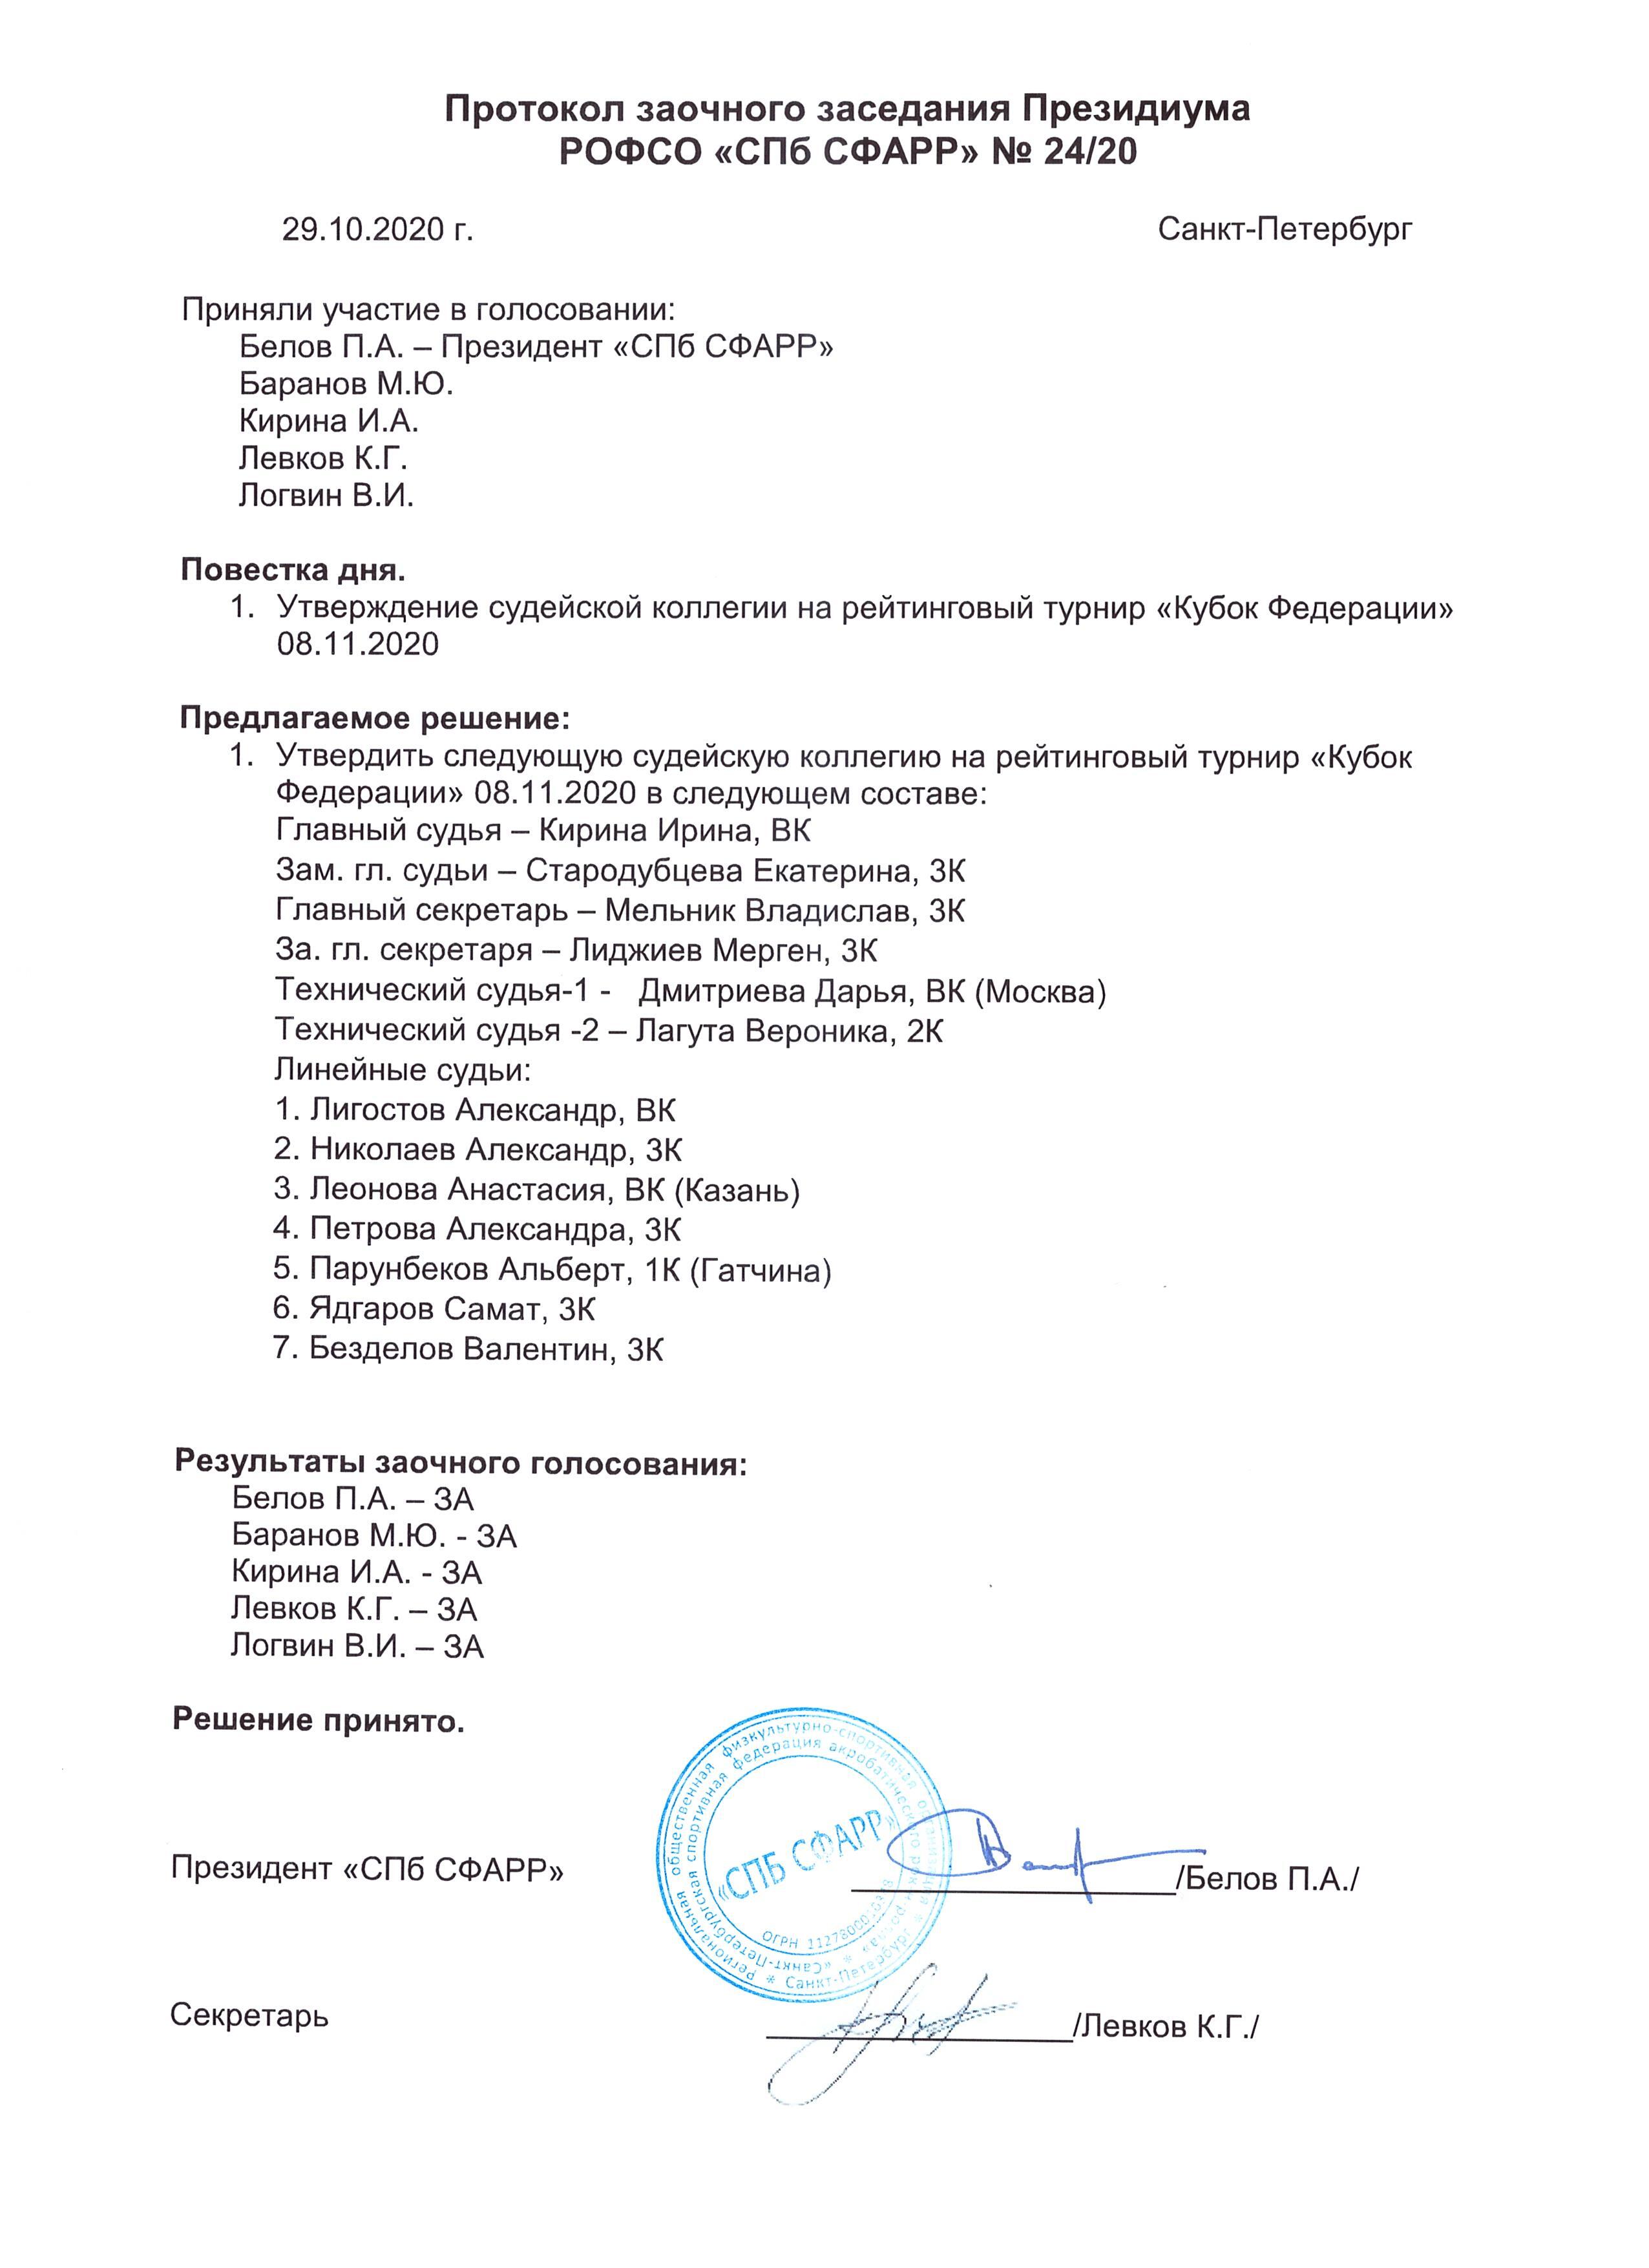 Протокол заочного заседания Президиума
РОФСО «СПб СФАРР» № 24/20
29.10.2020 г. Санкт-Петербург
Приняли участие в голосовании:
Белов П.А. – Президент «СПб СФАРР»
Баранов М.Ю.
Кирина И.А.
Левков К.Г.
Логвин В.И.
Повестка дня.
1. Утверждение судейской коллегии на рейтинговый турнир «Кубок Федерации»
08.11.2020
Предлагаемое решение:
1. Утвердить следующую судейскую коллегию на рейтинговый турнир «Кубок
Федерации» 08.11.2020 в следующем составе:
Главный судья – Кирина Ирина, ВК
Зам. гл. судьи – Стародубцева Екатерина, 3К
Главный секретарь – Мельник Владислав, 3К
За. гл. секретаря – Лиджиев Мерген, 3К
Технический судья-1 - Дмитриева Дарья, ВК (Москва)
Технический судья -2 – Лагута Вероника, 2К
Линейные судьи:
1. Лигостов Александр, ВК
2. Николаев Александр, 3К
3. Леонова Анастасия, ВК (Казань)
4. Петрова Александра, 3К
5. Парунбеков Альберт, 1К (Гатчина)
6. Ядгаров Самат, 3К
7. Безделов Валентин, 3К
Результаты заочного голосования:
Белов П.А. – ЗА
Баранов М.Ю. - ЗА
Кирина И.А. - ЗА
Левков К.Г. – ЗА
Логвин В.И. – ЗА
Решение принято.
региональная общественная физкультурно-спортивная организация * Санкт-Петербург *
«Санкт-Петербургская спортивная федерация акробатического рок-н-ролла» *
«СПБ СФАРР»
ОГРН
Президент «СПб СФАРР» /Белов П.А./
Секретарь /Левков К.Г./